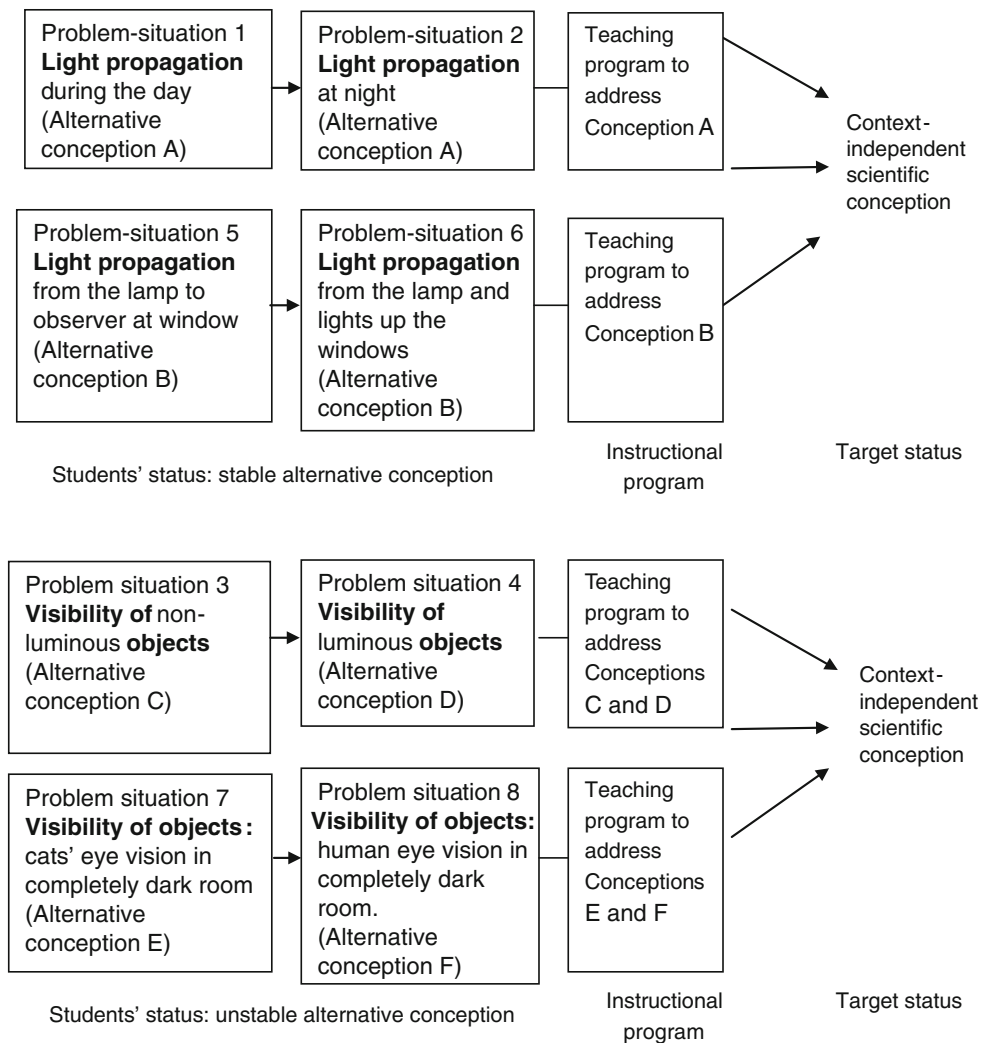 Problem-situation 1
Light propagation
during the day
(Alternative
conception A)
Problem-situation 2
Light propagation
at night
(Alternative
conception A)
Teaching
program to
address
Conception A
Context-
independent
scientific
conception
Problem-situation 5
Light propagation
from the lamp to
observer at window
(Alternative
conception B)
Problem-situation 6
Light propagation
from the lamp and
lights up the
windows
(Alternative
conception B)
Teaching
program to
address
Conception B
Students' status: stable alternative conception
Instructional
program
Target status
Problem situation 3
Visibility of non-
luminous objects
(Alternative
conception C)
Problem situation 4
Visibility of
luminous objects
(Alternative
conception D)
Teaching
program to
address
Conceptions
C and D
Context-
independent
scientific
conception
Problem situation 7
Visibility of objects:
cats' eye vision in
completely dark room
(Alternative
conception E)
Problem situation 8
Visibility of objects:
human eye vision in
completely dark
room.
(Alternative
conception F)
Teaching
program to
address
Conceptions
E and F
Students' status: unstable alternative conception
Instructional
program
Target status